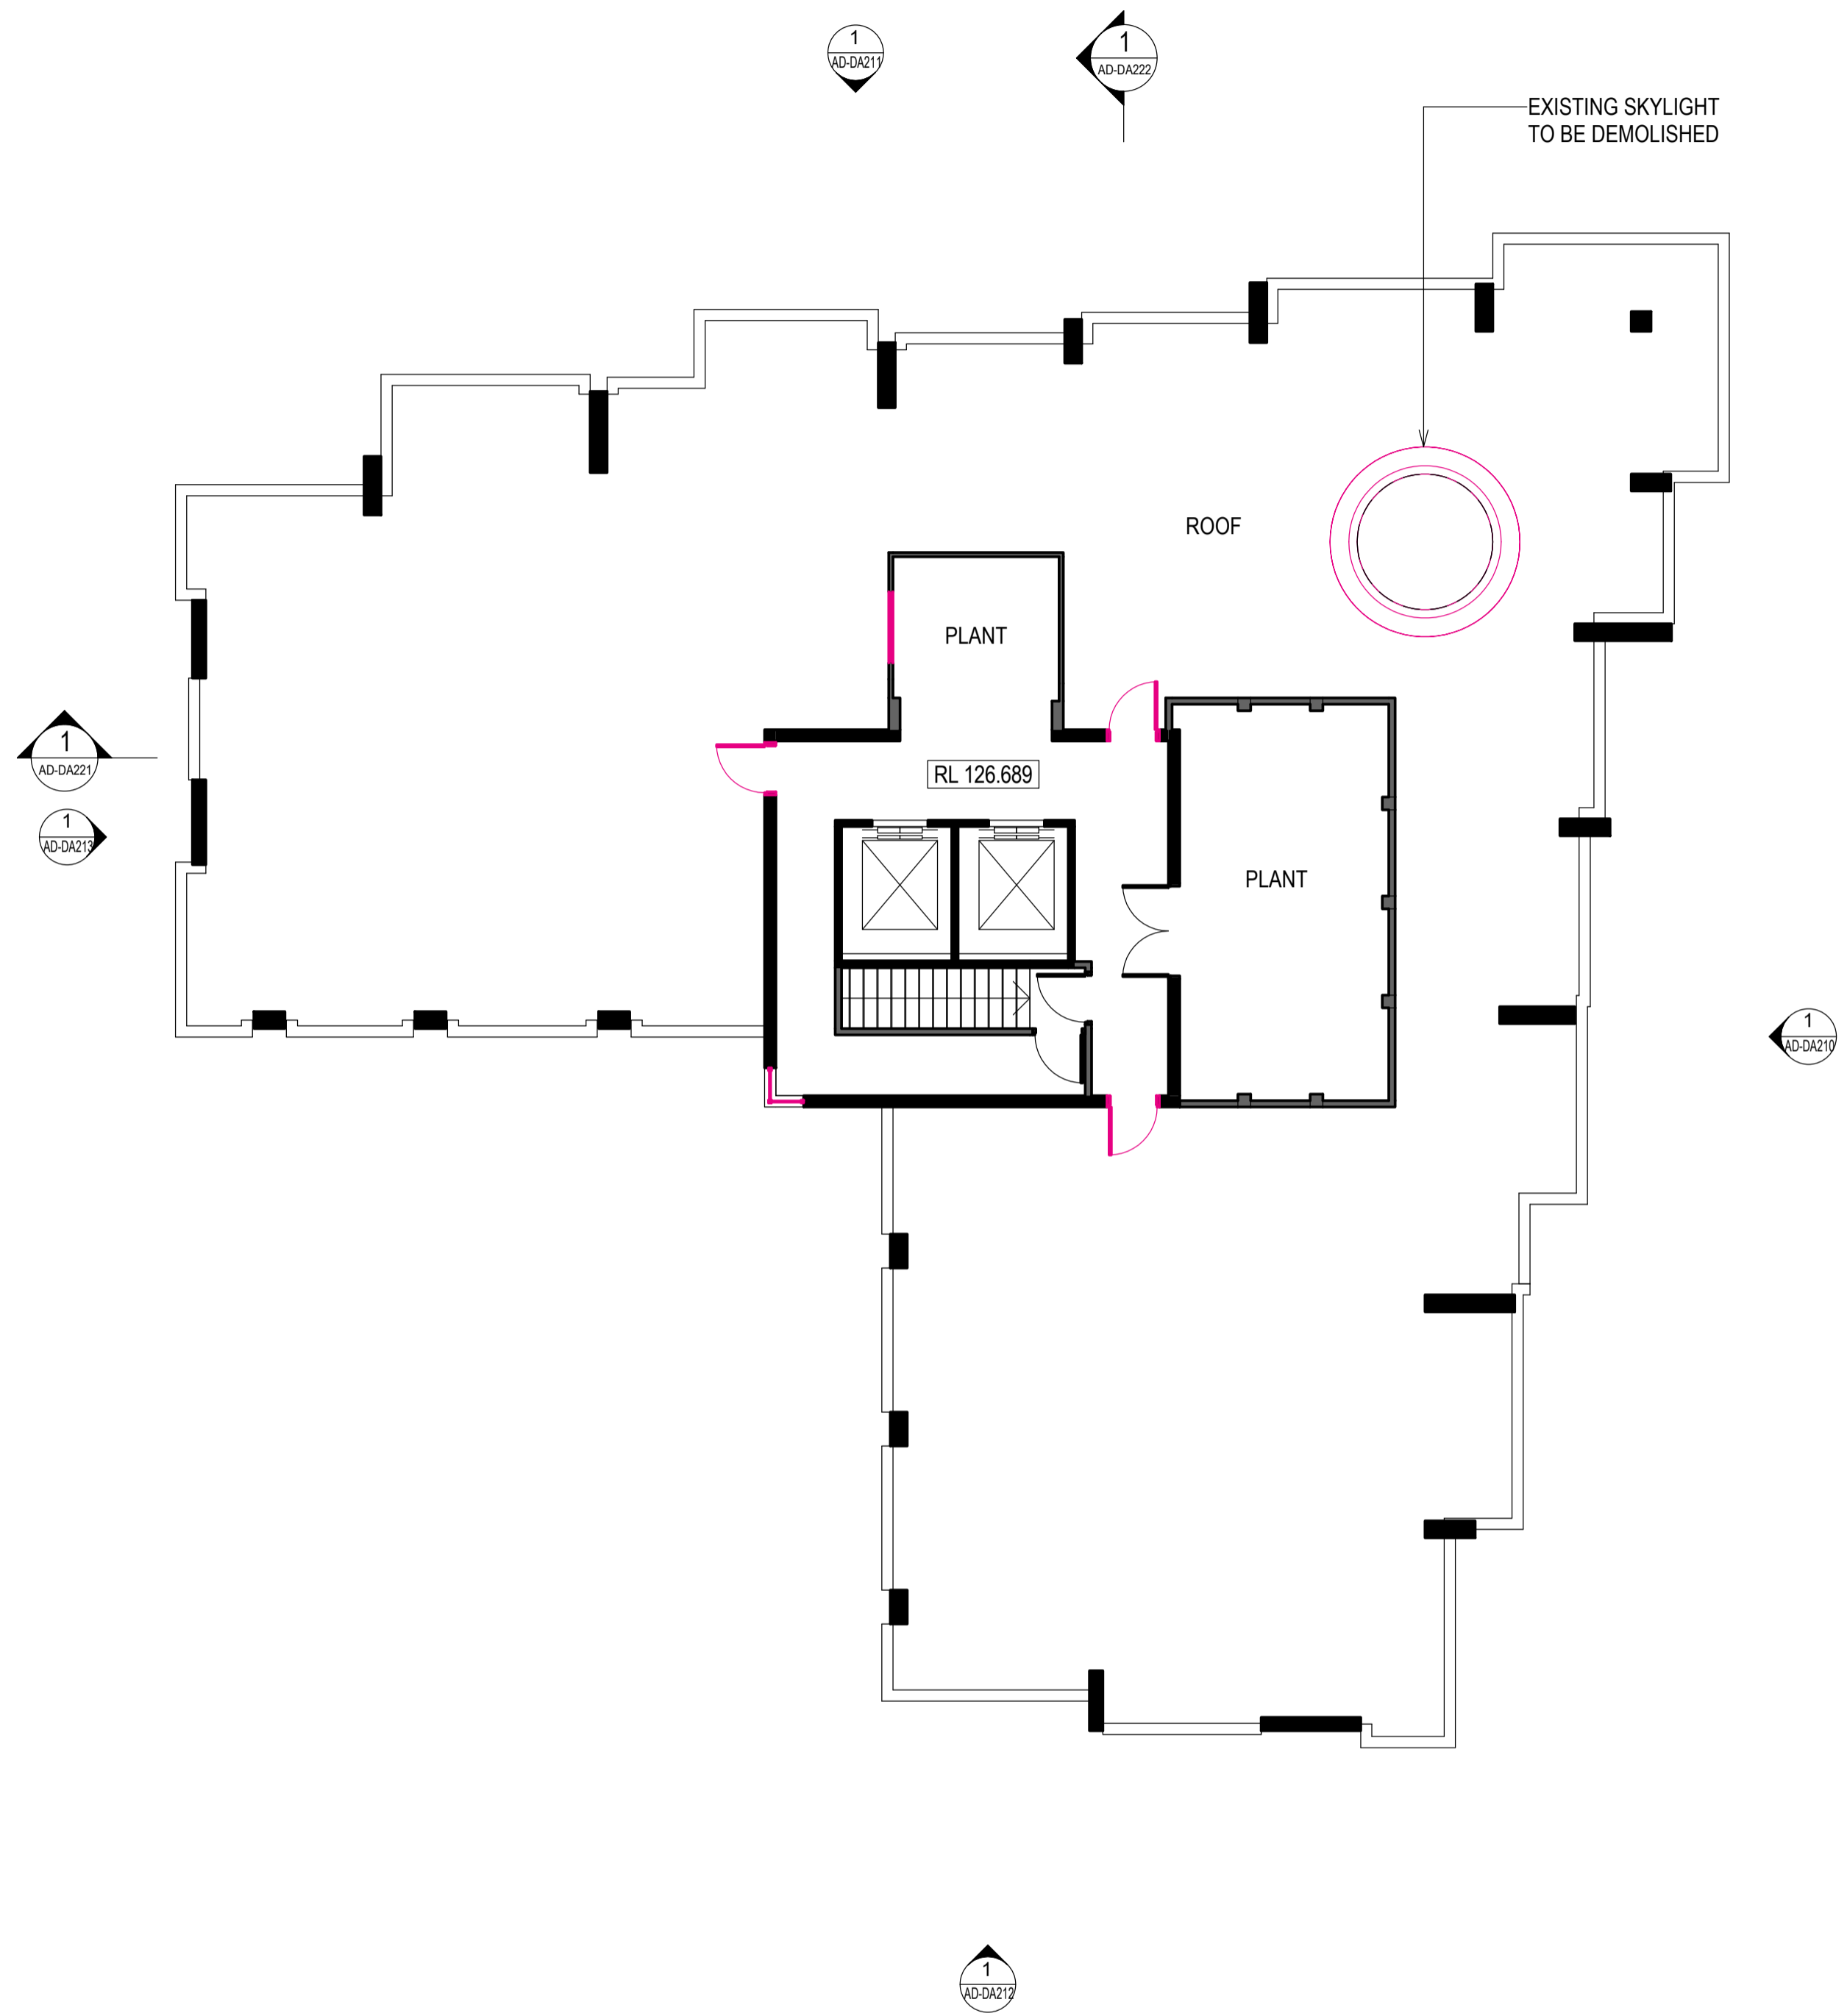 1
AD-DA211
1
AD-DA222
EXISTING SKYLIGHT
TO BE DEMOLISHED
ROOF
PLANT
1
AD-DA221
RL 126.689
1
AD-DA213
PLANT
1
AD-DA210
1
AD-DA212